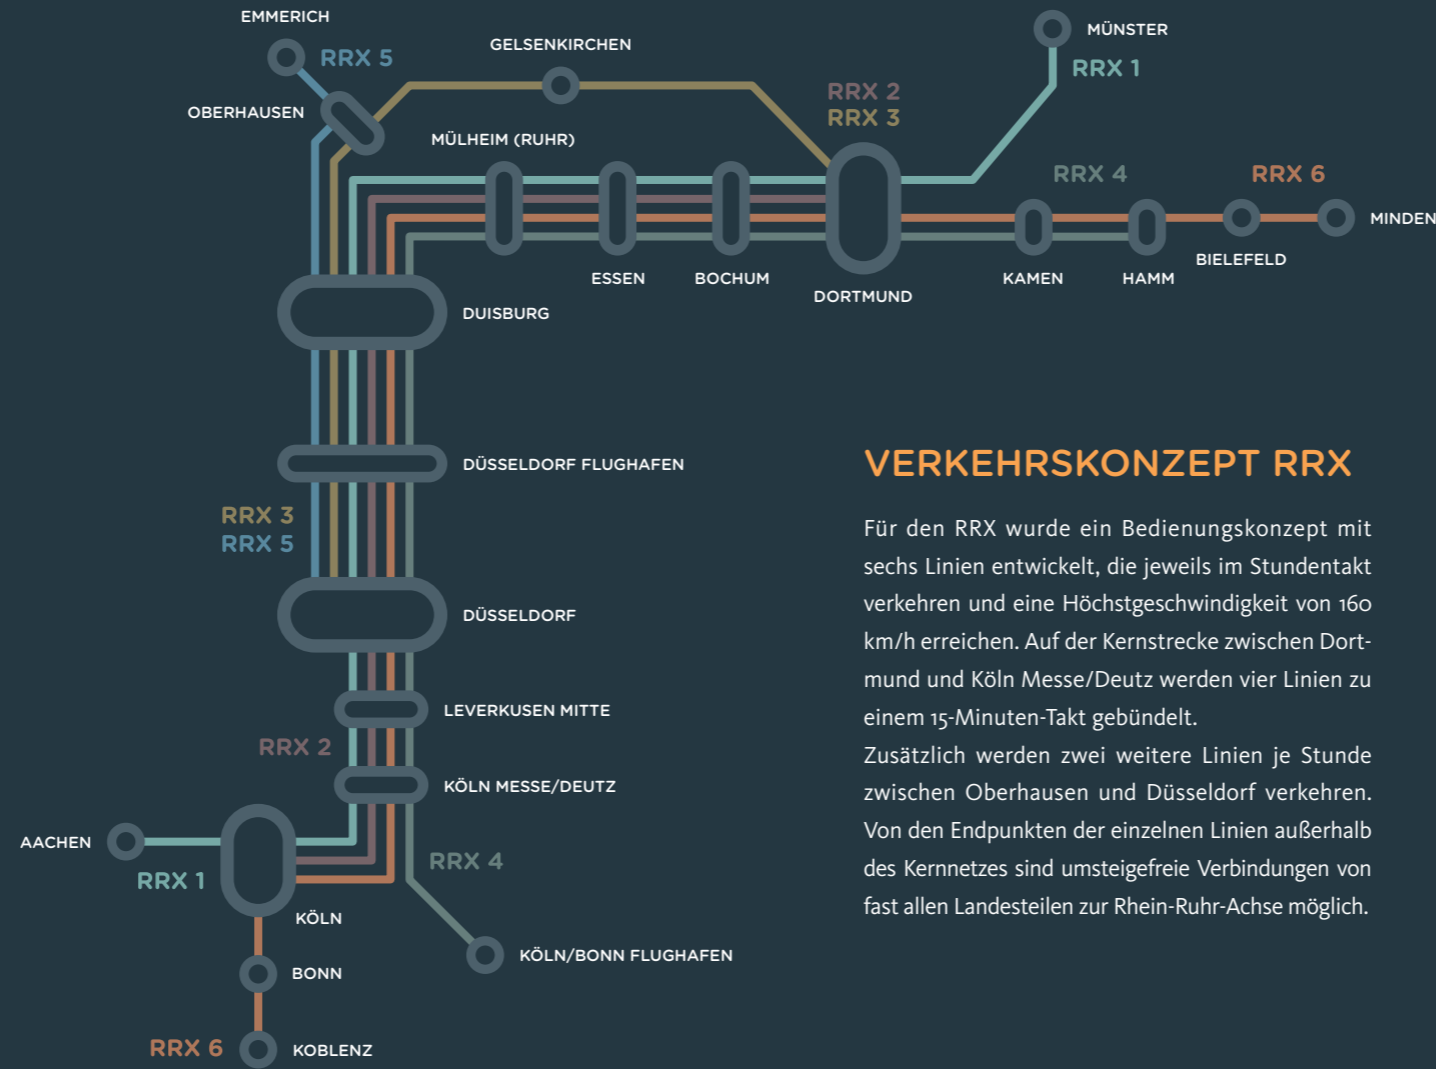 EMMERICH
RRX 5
GELSENKIRCHEN
MÜNSTER
RRX 1
OBERHAUSEN
RRX 2
RRX 3
MÜLHEIM (RUHR)
RRX 4
RRX 6
MINDEN
BIELEFELD
ESSEN
BOCHUM
KAMEN
HAMM
DORTMUND
DUISBURG
DÜSSELDORF FLUGHAFEN
RRX 3
RRX 5
DÜSSELDORF
LEVERKUSEN MITTE
RRX 2
KÖLN MESSE/DEUTZ
AACHEN
RRX 1
RRX 4
KÖLN
KÖLN/BONN FLUGHAFEN
BONN
RRX 6
KOBLENZ
VERKEHRSKONZEPT RRX
Für den RRX wurde ein Bedienungskonzept mit
sechs Linien entwickelt, die jeweils im Stundentakt
verkehren und eine Höchstgeschwindigkeit von 160
km/h erreichen. Auf der Kernstrecke zwischen Dort-
mund und Köln Messe/Deutz werden vier Linien zu
einem 15-Minuten-Takt gebündelt.
Zusätzlich werden zwei weitere Linien je Stunde
zwischen Oberhausen und Düsseldorf verkehren.
Von den Endpunkten der einzelnen Linien außerhalb
des Kernnetzes sind umsteigefreie Verbindungen von
fast allen Landesteilen zur Rhein-Ruhr-Achse möglich.